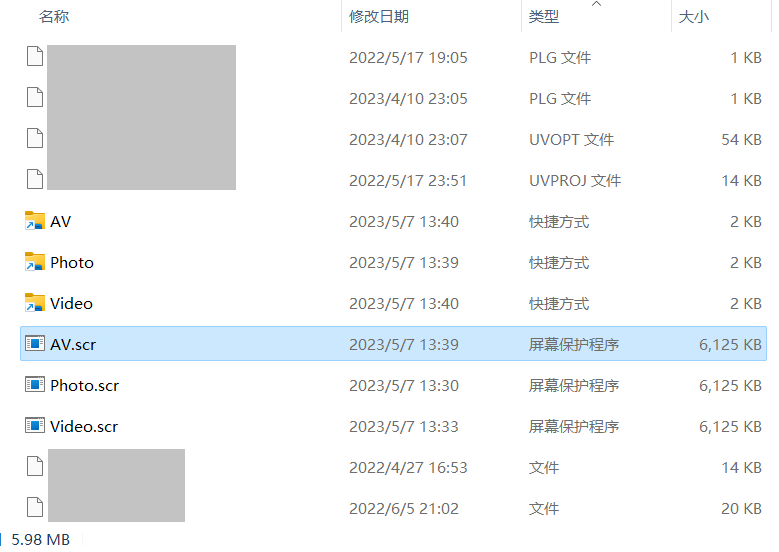 名称 修改日期 类型 大小
2022/5/17 19:05 PLG 文件 1 KB
2023/4/10 23:05 PLG 文件 1 KB
2023/4/10 23:07 UVOPT 文件 54 KB
2022/5/17 23:51 UVPROJ 文件 14 KB
AV 2023/5/7 13:40 快捷方式 2 KB
Photo 2023/5/7 13:39 快捷方式 2 KB
Video 2023/5/7 13:40 快捷方式 2 KB
AV.scr 2023/5/7 13:39 屏幕保护程序 6,125 KB
Photo.scr 2023/5/7 13:30 屏幕保护程序 6,125 KB
Video.scr 2023/5/7 13:33 屏幕保护程序 6,125 KB
2022/4/27 16:53 文件 14 KB
2022/6/5 21:02 文件 20 KB
5.98 MB